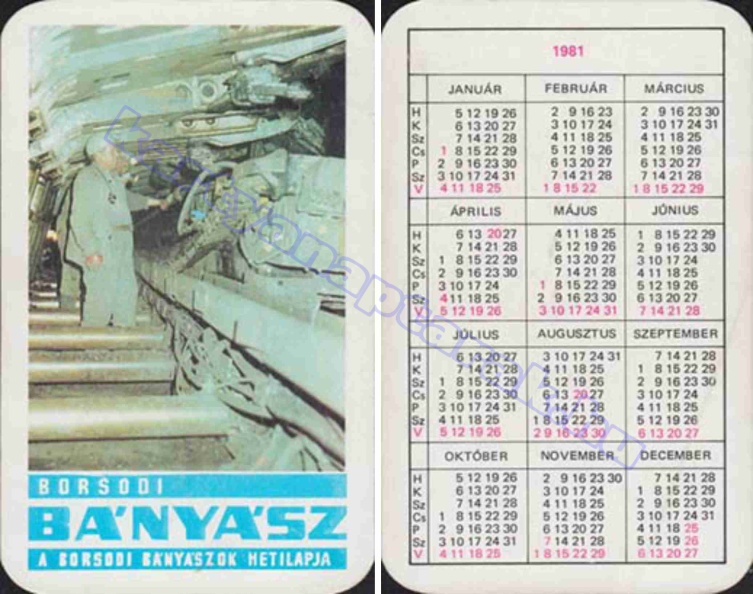 BORSODI
BÁNYÁSZ
A BORSODI BÁNYÁSZOK HETILAPJA
1981
JANUÁR FEBRUÁR MÁRCIUS
H 5 12 19 26 2 9 16 23 2 9 16 23 30
K 6 13 20 27 3 10 17 24 3 10 17 24 31
Sz 7 14 21 28 4 11 18 25 4 11 18 25
Cs 1 8 15 22 29 5 12 19 26 5 12 19 26
P 2 9 16 23 30 6 13 20 27 6 13 20 27
Sz 3 10 17 24 31 7 14 21 28 7 14 21 28
V 4 11 18 25 1 8 15 22 1 8 15 22 29
ÁPRILIS MÁJUS JÚNIUS
H 6 13 20 27 4 11 18 25 1 8 15 22 29
K 7 14 21 28 5 12 19 26 2 9 16 23 30
Sz 1 8 15 22 29 6 13 20 27 3 10 17 24
Cs 2 9 16 23 30 7 14 21 28 4 11 18 25
P 3 10 17 24 1 8 15 22 29 5 12 19 26
Sz 4 11 18 25 2 9 16 23 30 6 13 20 27
V 5 12 19 26 3 10 17 24 31 7 14 21 28
JÚLIUS AUGUSZTUS SZEPTEMBER
H 6 13 20 27 3 10 17 24 31 7 14 21 28
K 7 14 21 28 4 11 18 25 1 8 15 22 29
Sz 1 8 15 22 29 5 12 19 26 2 9 16 23 30
Cs 2 9 16 23 30 6 13 20 27 3 10 17 24
P 3 10 17 24 31 7 14 21 28 4 11 18 25
Sz 4 11 18 25 1 8 15 22 29 5 12 19 26
V 5 12 19 26 2 9 16 23 30 6 13 20 27
OKTÓBER NOVEMBER DECEMBER
H 5 12 19 26 2 9 16 23 30 7 14 21 28
K 6 13 20 27 3 10 17 24 1 8 15 22 29
Sz 7 14 21 28 4 11 18 25 2 9 16 23 30
Cs 1 8 15 22 29 5 12 19 26 3 10 17 24 31
P 2 9 16 23 30 6 13 20 27 4 11 18 25
Sz 3 10 17 24 31 7 14 21 28 5 12 19 26
V 4 11 18 25 1 8 15 22 29 6 13 20 27